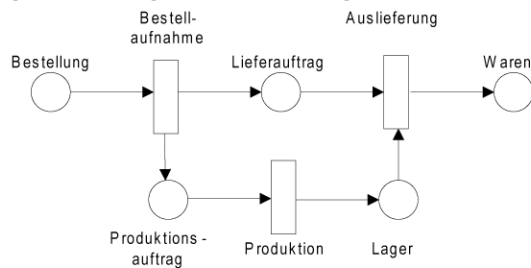 Bestell-
aufnahme
Auslieferung
Bestellung
Lieferauftrag
Waren
Produktions-
auftrag
Produktion
Lager